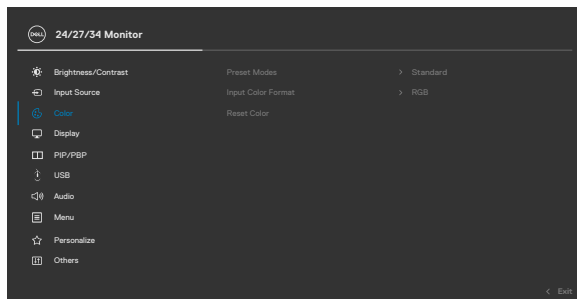 DELL 24/27/34 Monitor
Brightness/Contrast Preset Modes > Standard
Input Source Input Color Format > RGB
Color Reset Color
Display
PIP/PBP
USB
Audio
Menu
Personalize
Others
< Exit